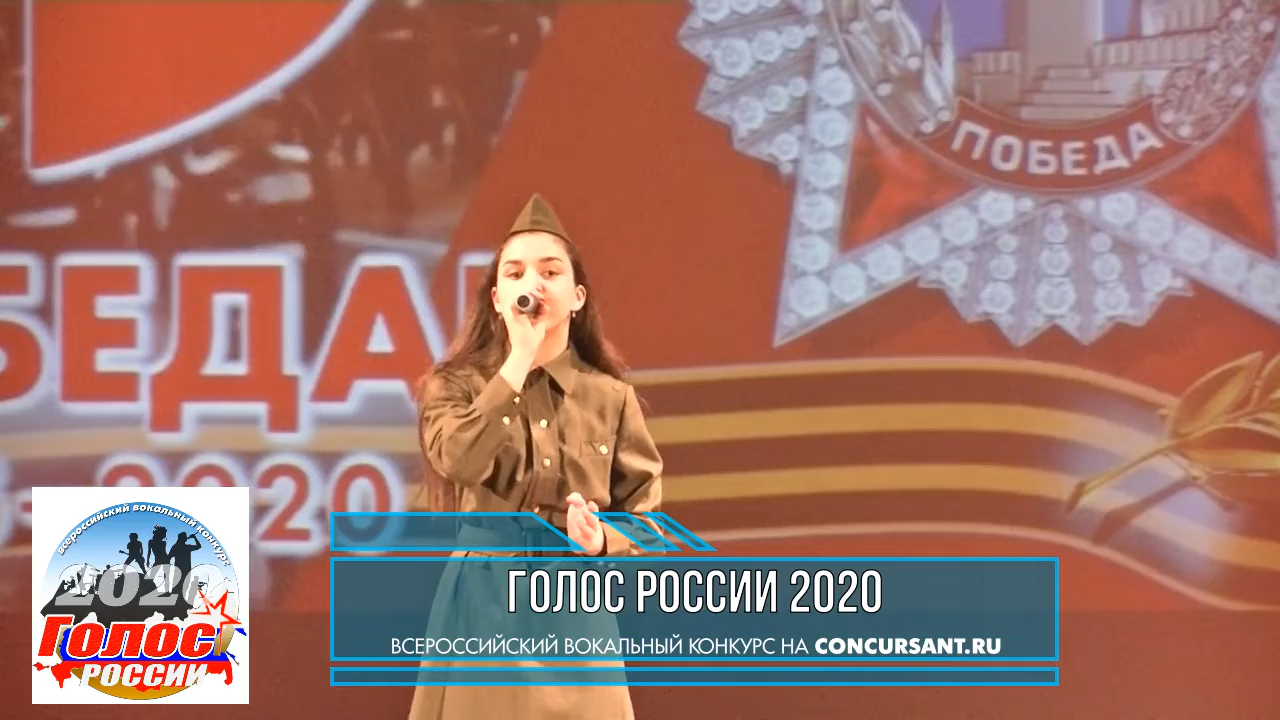 ПОБЕДА
БЕДА
2020
всероссийский вокальный конкурс
2020
Голос
РОССИИ
ГОЛОС РОССИИ 2020
ВСЕРОССИЙСКИЙ ВОКАЛЬНЫЙ КОНКУРС НА CONCURSANT.RU